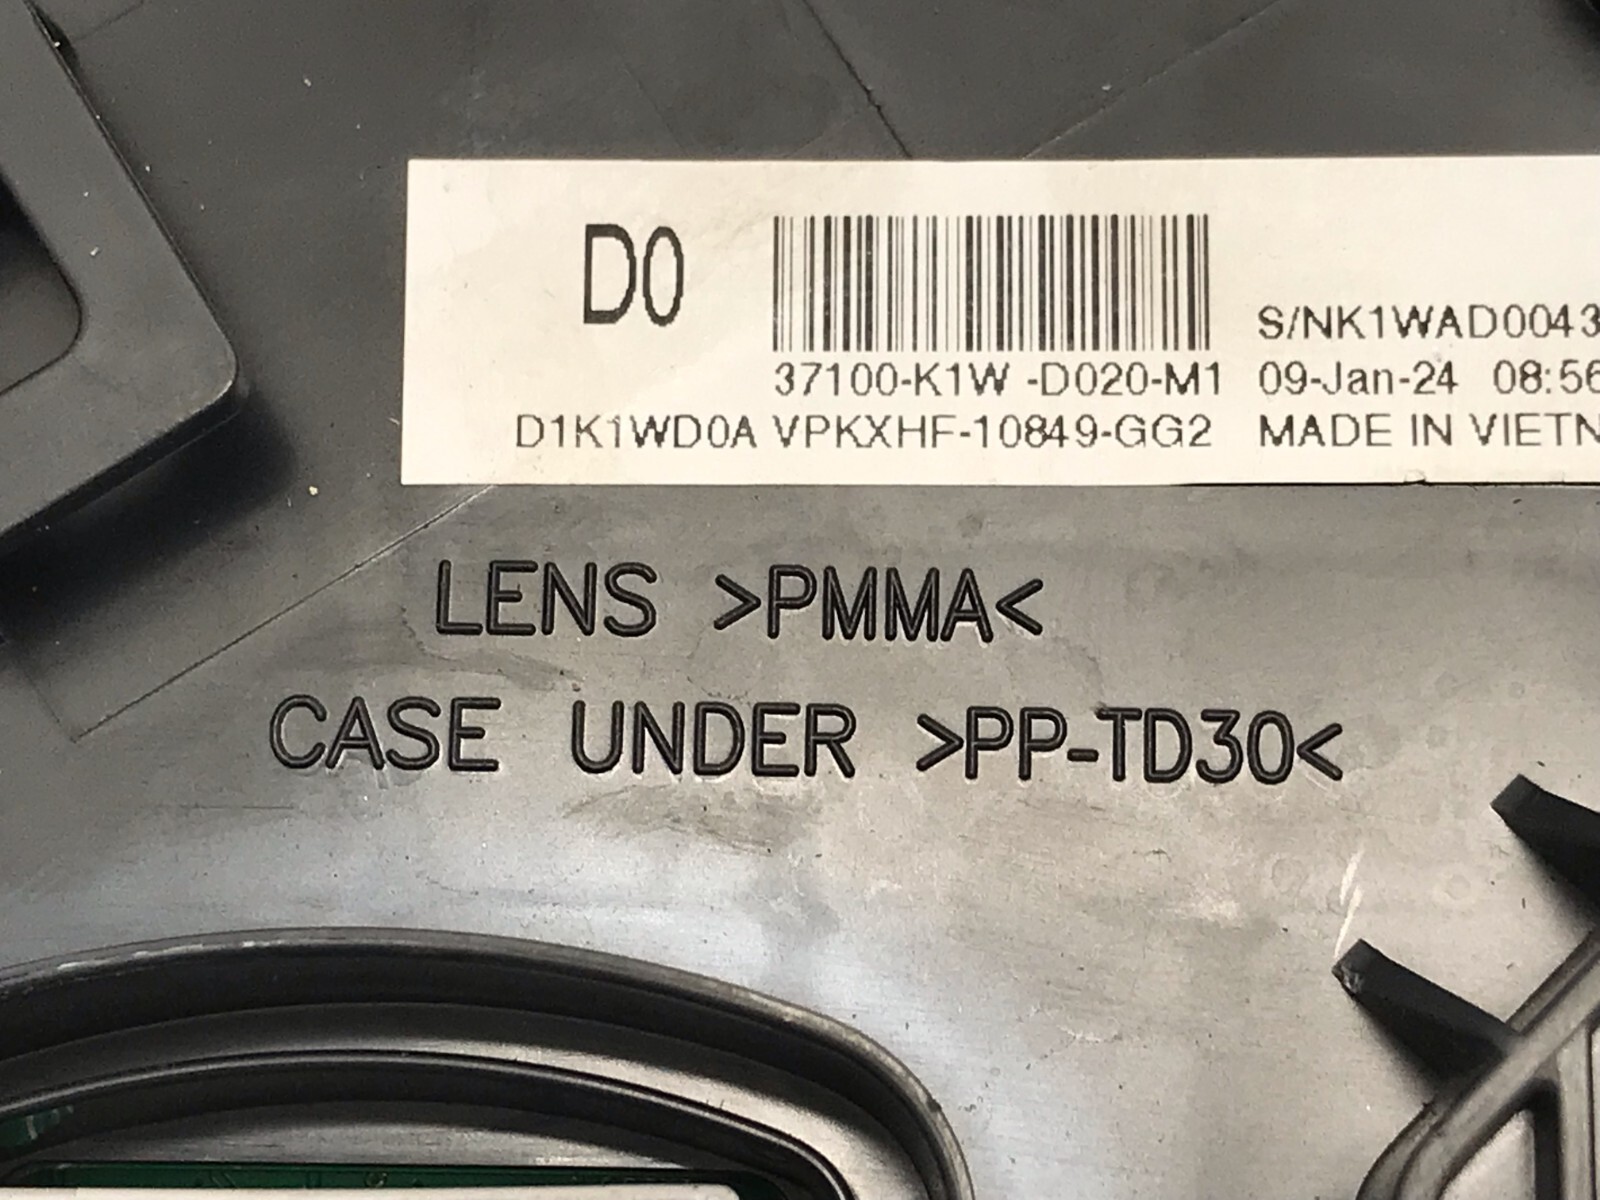 D0
S/NK1WAD0043
37100-K1W -D020-M1 09-Jan-24 08:56
D1K1WD0A VPKXHF-10849-GG2 MADE IN VIETN
LENS >PMMA<
CASE UNDER >PP-TD30<